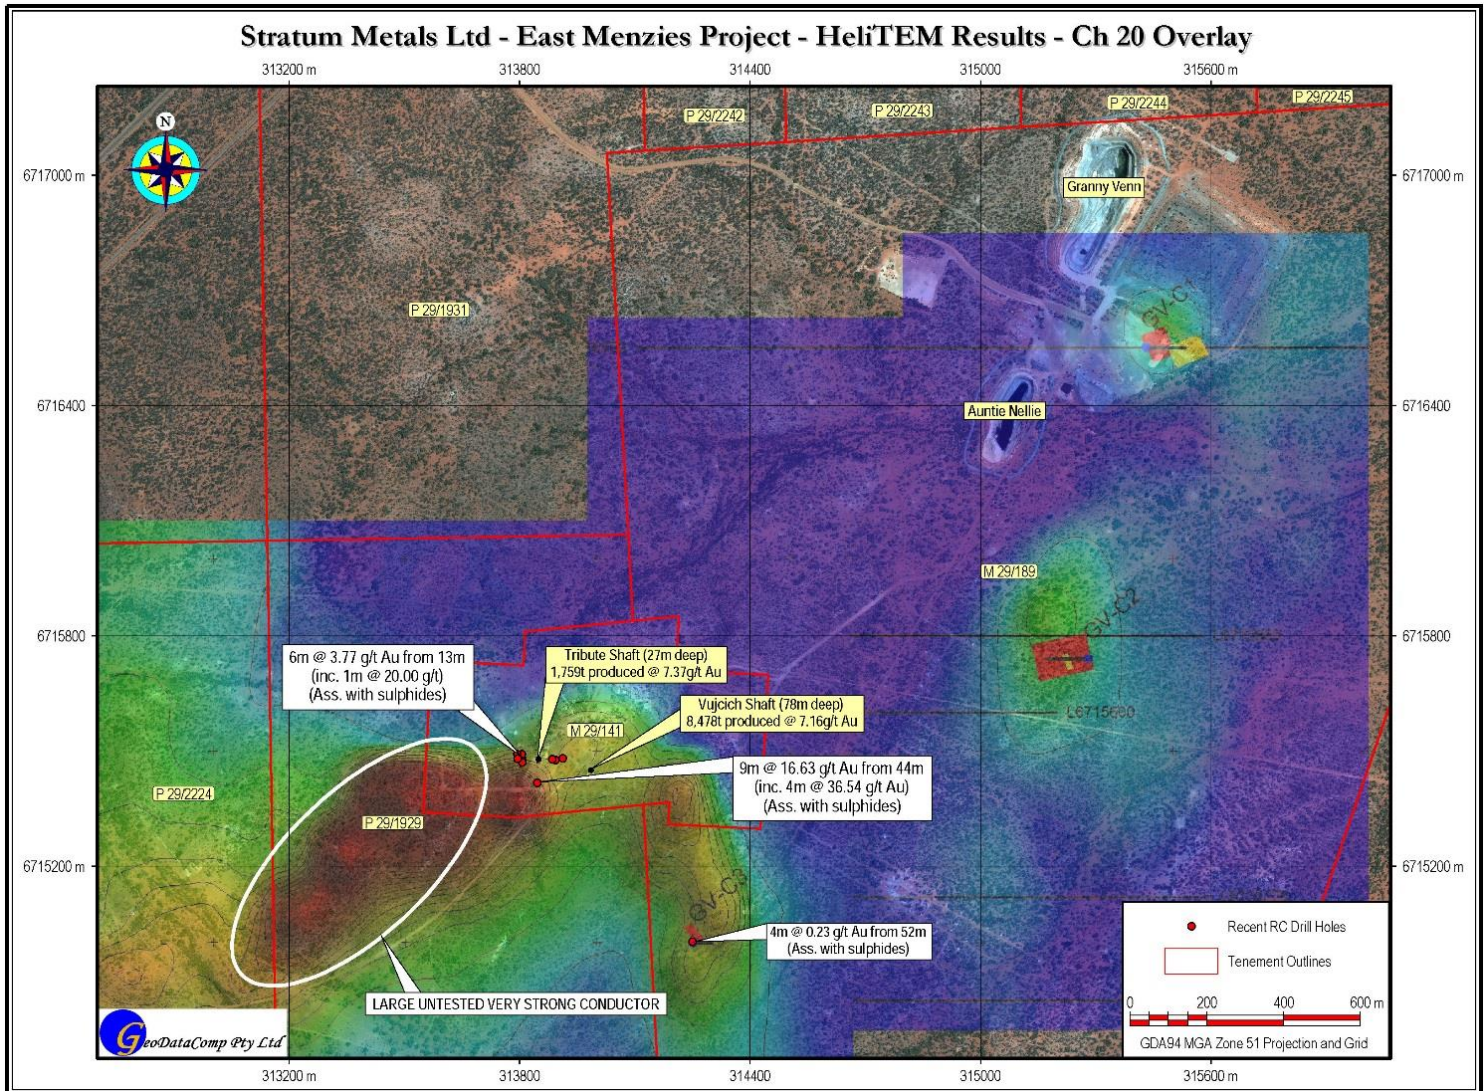 Stratum Metals Ltd - East Menzies Project - HeliTEM Results - Ch 20 Overlay
313200 m
313800 m
314400 m
315000 m
315600 m
P 29/2242
P 29/2243
P 29/2244
P 29/2245
N
6717000 m
6717000 m
Granny Venn
P 29/1931
GV-C1
6716400
6716400
Auntie Nellie
M 29/189
GV-C2
6715800
6715800
6m @ 3.77 g/t Au from 13m
(inc. 1m @ 20.00 g/t)
(Ass. with sulphides)
Tribute Shaft (27m deep)
1,759t produced @ 7.37g/t Au
Vujcich Shaft (78m deep)
8,478t produced @ 7.16g/t Au
L6715600
M 29/141
9m @ 16.63 g/t Au from 44m
(inc. 4m @ 36.54 g/t Au)
(Ass. with sulphides)
P 29/2224
P 29/1929
6715200 m
6715200 m
GV-C3
4m @ 0.23 g/t Au from 52m
(Ass. with sulphides)
LARGE UNTESTED VERY STRONG CONDUCTOR
Recent RC Drill Holes
Tenement Outlines
0 200 400 600 m
GDA94 MGA Zone 51 Projection and Grid
GeoDataComp Pty Ltd
313200 m
313800
314400
315000
315600 m